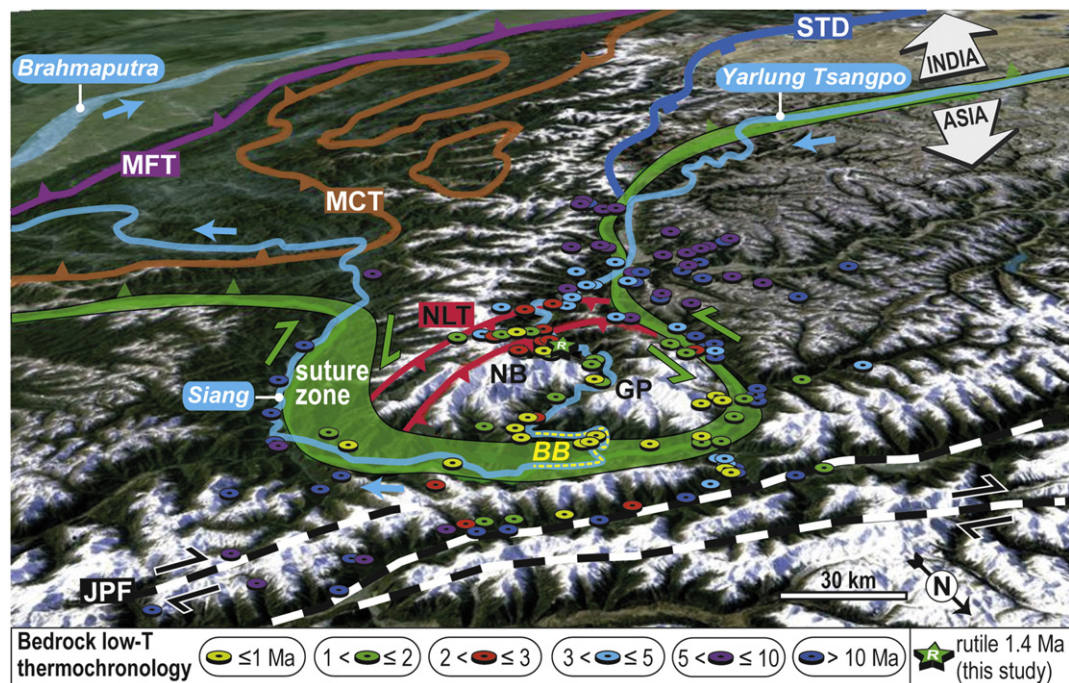 STD
Brahmaputra
Yarlung Tsangpo
INDIA
ASIA
MFT
MCT
NLT
R
suture
zone
NB
GP
Siang
BB
JPF
30 km
N
Bedrock low-T
thermochronology
≤1 Ma
1 < ≤ 2
2 < ≤ 3
3 < ≤ 5
5 < ≤ 10
> 10 Ma
R
rutile 1.4 Ma
(this study)